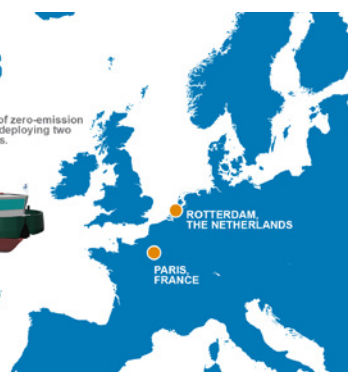 of zero-emission
deploying two
s.
ROTTERDAM,
THE NETHERLANDS
PARIS,
FRANCE